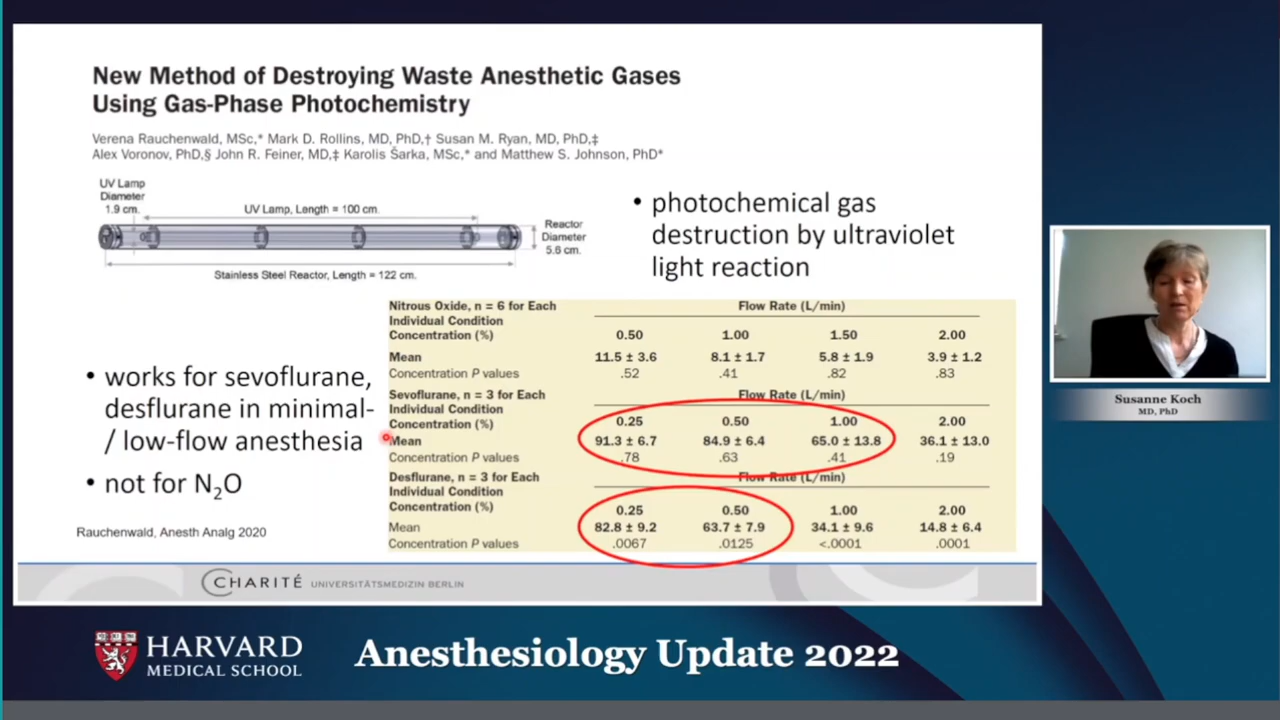 New Method of Destroying Waste Anesthetic Gases
Using Gas-Phase Photochemistry
Verena Rauchenwald, MSc,* Mark D. Rollins, MD, PhD,† Susan M. Ryan, MD, PhD,‡
Alex Voronov, PhD,§ John R. Feiner, MD,‡ Karolis Šarka, MSc,* and Matthew S. Johnson, PhD*
UV Lamp
Diameter
1.9 cm.
UV Lamp, Length = 100 cm.
Reactor
Diameter
5.6 cm.
Stainless Steel Reactor, Length = 122 cm.
• photochemical gas
destruction by ultraviolet
light reaction
• works for sevoflurane,
desflurane in minimal-
/ low-flow anesthesia
• not for N₂O
Nitrous Oxide, n = 6 for Each Flow Rate (L/min)
Individual Condition
Concentration (%) 0.50 1.00 1.50 2.00
Mean 11.5 ± 3.6 8.1 ± 1.7 5.8 ± 1.9 3.9 ± 1.2
Concentration P values .52 .41 .82 .83
Sevoflurane, n = 3 for Each Flow Rate (L/min)
Individual Condition
Concentration (%) 0.25 0.50 1.00 2.00
Mean 91.3 ± 6.7 84.9 ± 6.4 65.0 ± 13.8 36.1 ± 13.0
Concentration P values .78 .63 .41 .19
Desflurane, n = 3 for Each Flow Rate (L/min)
Individual Condition
Concentration (%) 0.25 0.50 1.00 2.00
Mean 82.8 ± 9.2 63.7 ± 7.9 34.1 ± 9.6 14.8 ± 6.4
Concentration P values .0067 .0125 <.0001 .0001
Rauchenwald, Anesth Analg 2020
CHARITÉ UNIVERSITÄTSMEDIZIN BERLIN
Susanne Koch
MD, PhD
HARVARD
MEDICAL SCHOOL
Anesthesiology Update 2022